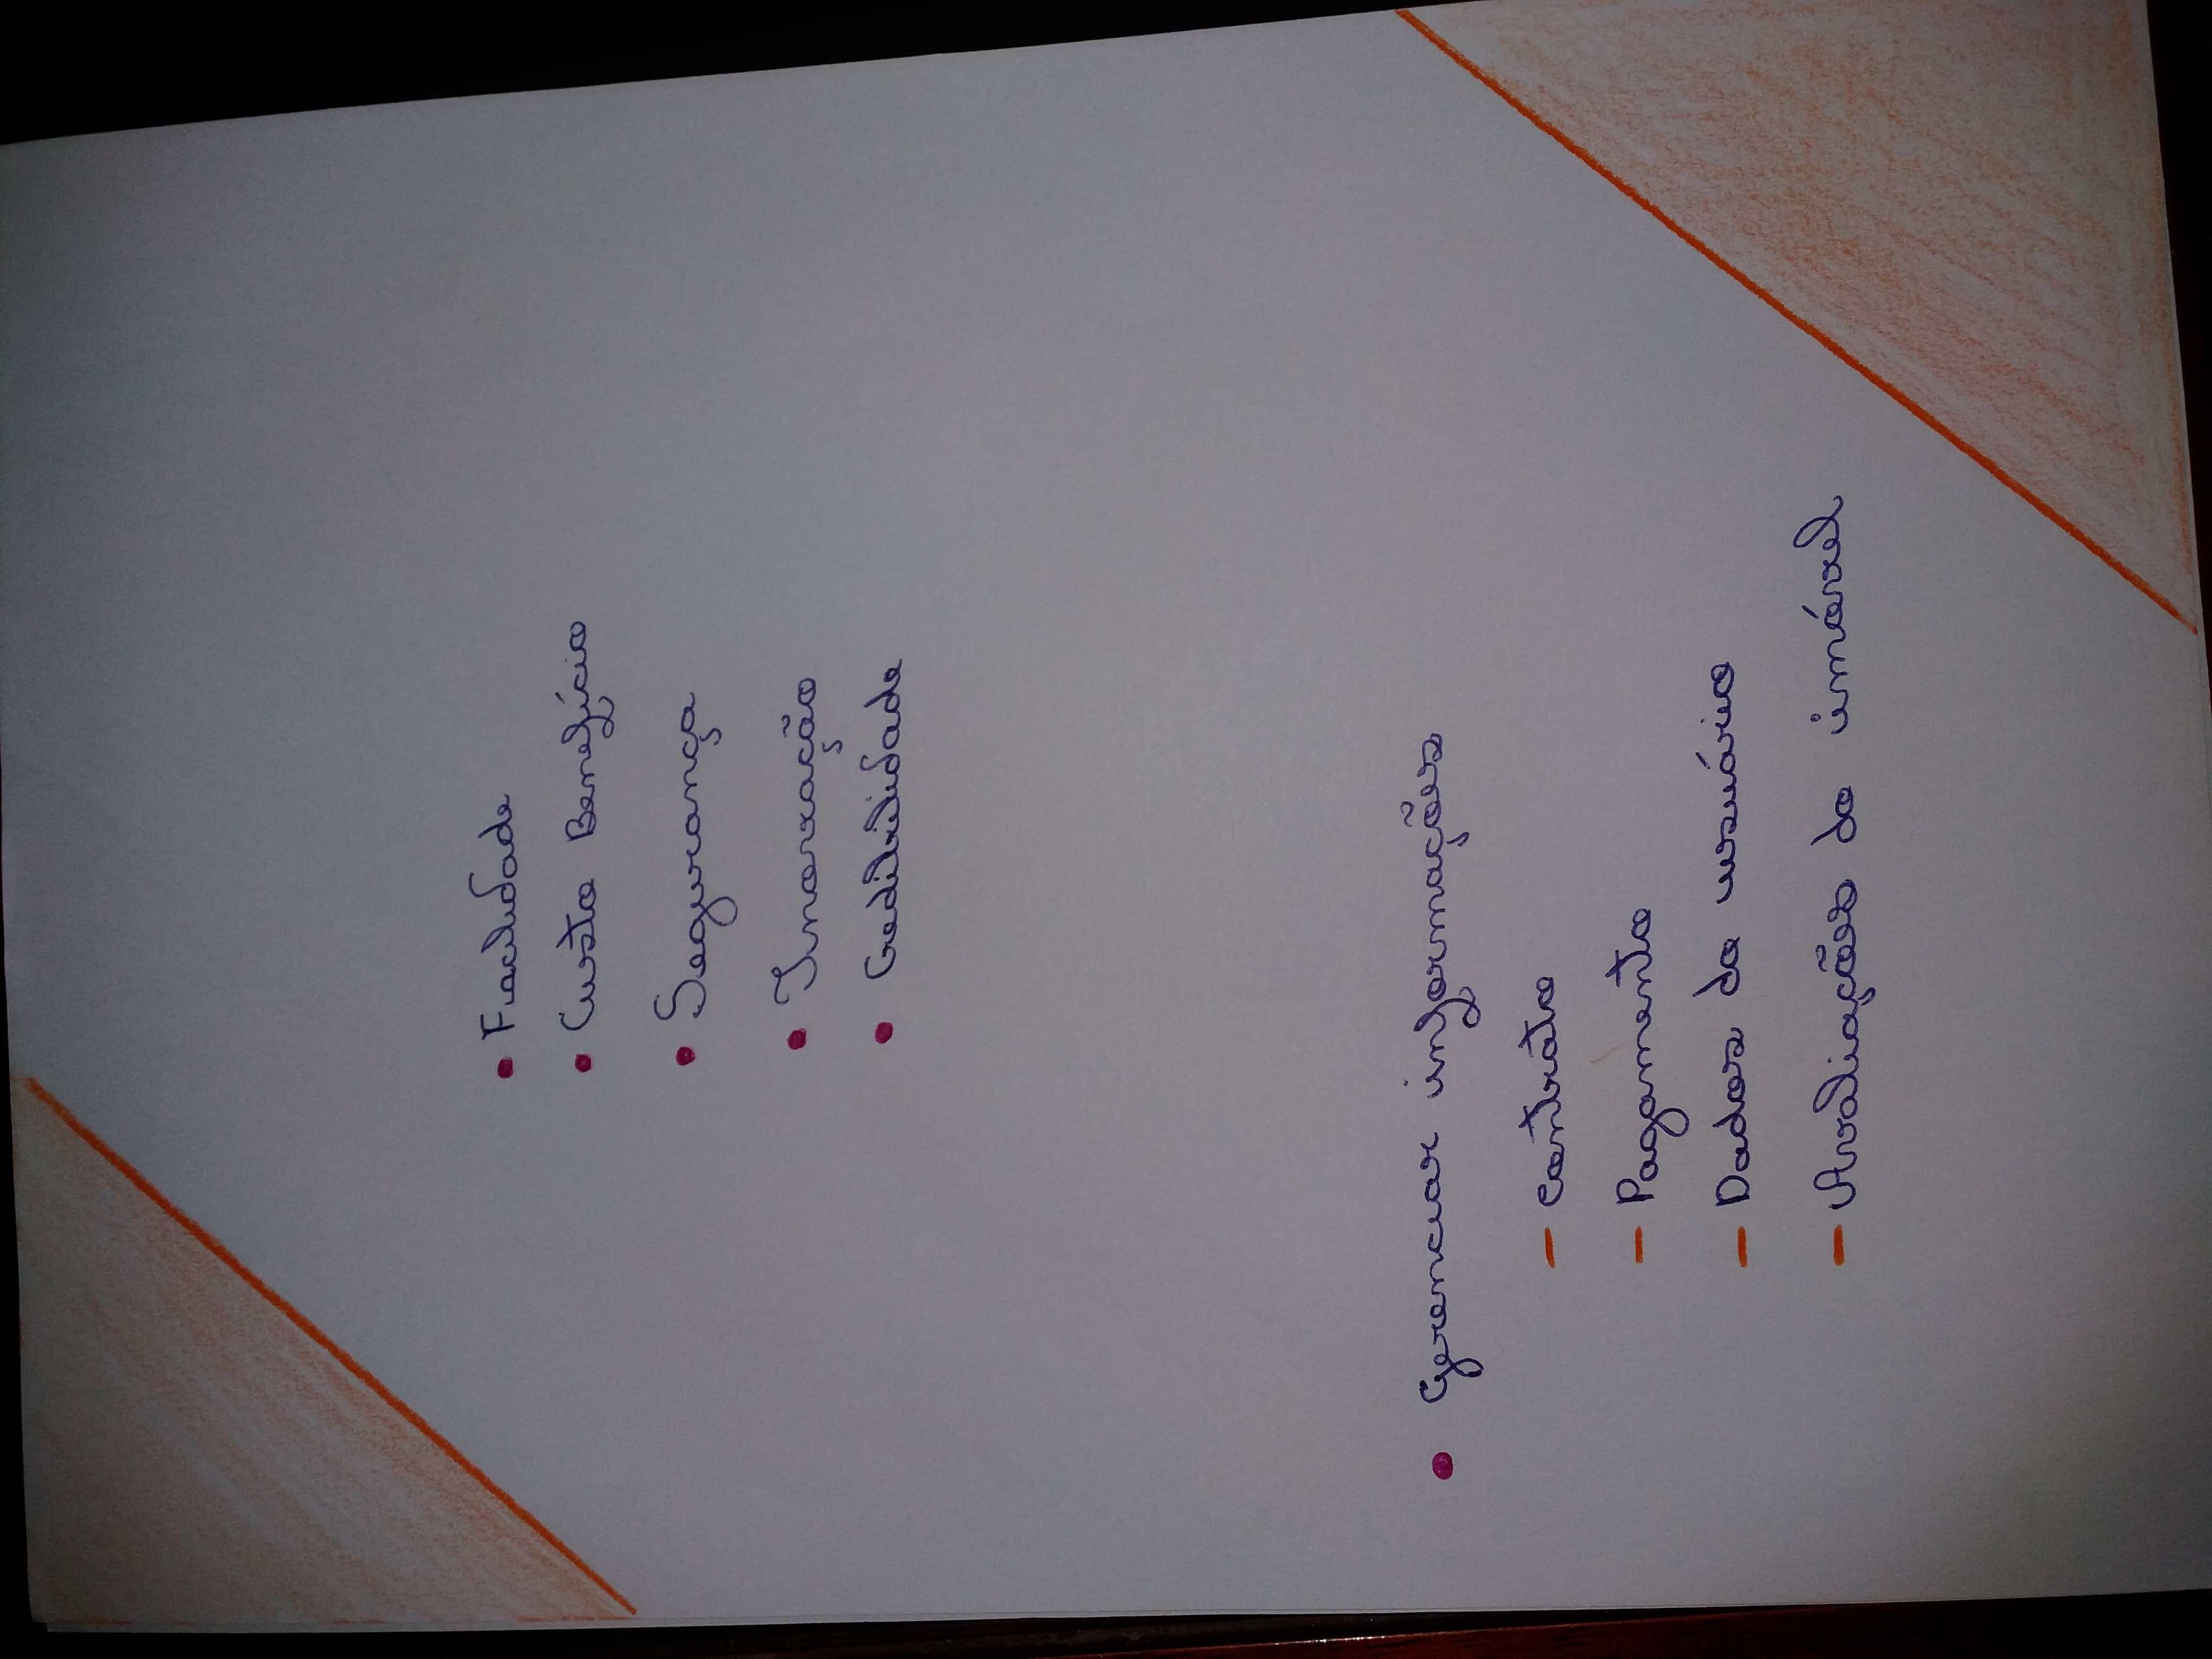 • Facilidade
• Custo Benefício
• Segurança
• Inovação
• Credibilidade
• Gerenciar informações
- contrato
- Pagamento
- Dados do usuário
- Avaliações do imóvel